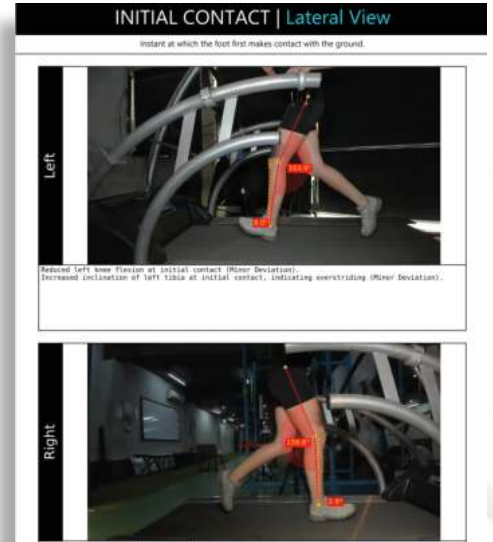 INITIAL CONTACT | Lateral View
Instant at which the foot first makes contact with the ground.
Left
Reduced left knee flexion at initial contact (Minor Deviation).
Increased inclination of left tibia at initial contact, indicating overstriding (Minor Deviation).
Right